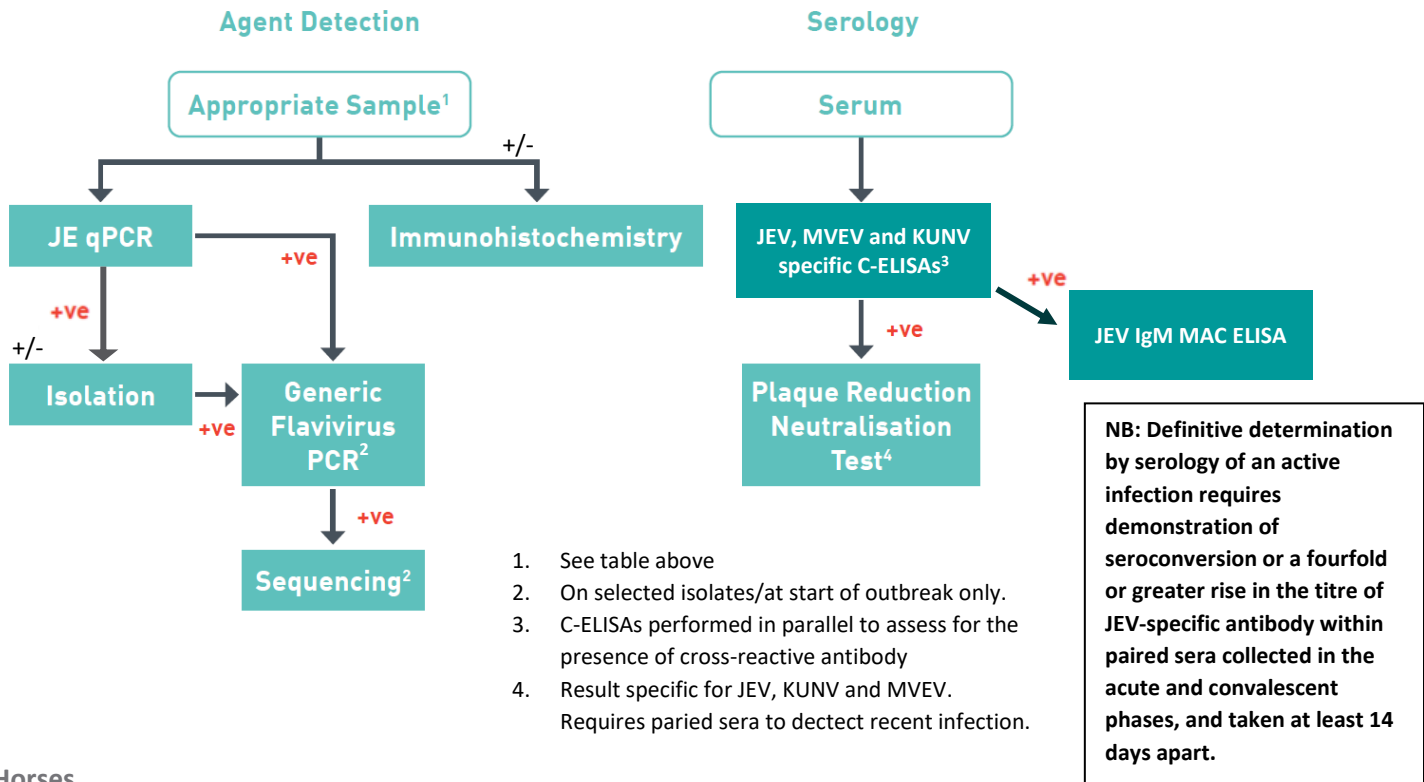 Agent Detection
Serology
Appropriate Sample1
Serum
+/-
JE qPCR
Immunohistochemistry
JEV, MVEV and KUNV
specific C-ELISAs3
+ve
+ve
+ve
JEV IgM MAC ELISA
+/-
+ve
Isolation
+ve
Generic
Flavivirus
PCR2
Plaque Reduction
Neutralisation
Test4
+ve
Sequencing2
NB: Definitive determination
by serology of an active
infection requires
demonstration of
seroconversion or a fourfold
or greater rise in the titre of
JEV-specific antibody within
paired sera collected in the
acute and convalescent
phases, and taken at least 14
days apart.
1. See table above
2. On selected isolates/at start of outbreak only.
3. C-ELISAs performed in parallel to assess for the
presence of cross-reactive antibody
4. Result specific for JEV, KUNV and MVEV.
Requires paried sera to dectect recent infection.
Horses